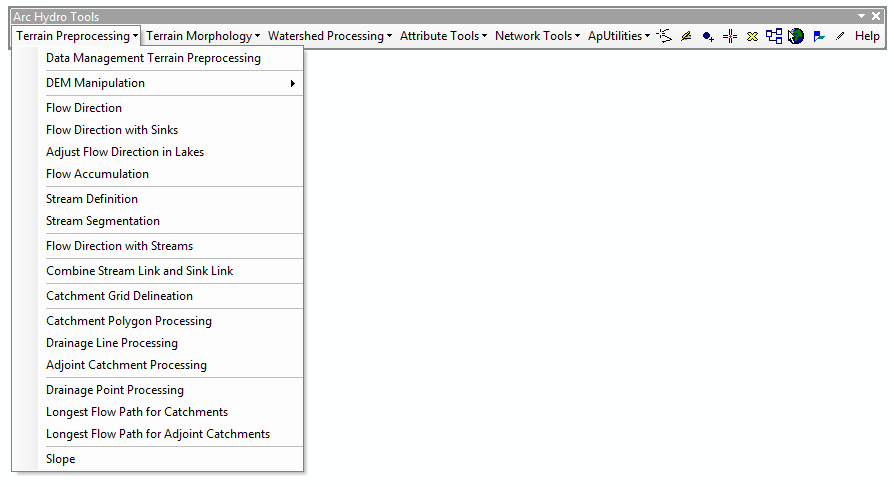 Arc Hydro Tools
Terrain Preprocessing Terrain Morphology Watershed Processing Attribute Tools Network Tools ApUtilities Help
Data Management Terrain Preprocessing
DEM Manipulation
Flow Direction
Flow Direction with Sinks
Adjust Flow Direction in Lakes
Flow Accumulation
Stream Definition
Stream Segmentation
Flow Direction with Streams
Combine Stream Link and Sink Link
Catchment Grid Delineation
Catchment Polygon Processing
Drainage Line Processing
Adjoint Catchment Processing
Drainage Point Processing
Longest Flow Path for Catchments
Longest Flow Path for Adjoint Catchments
Slope